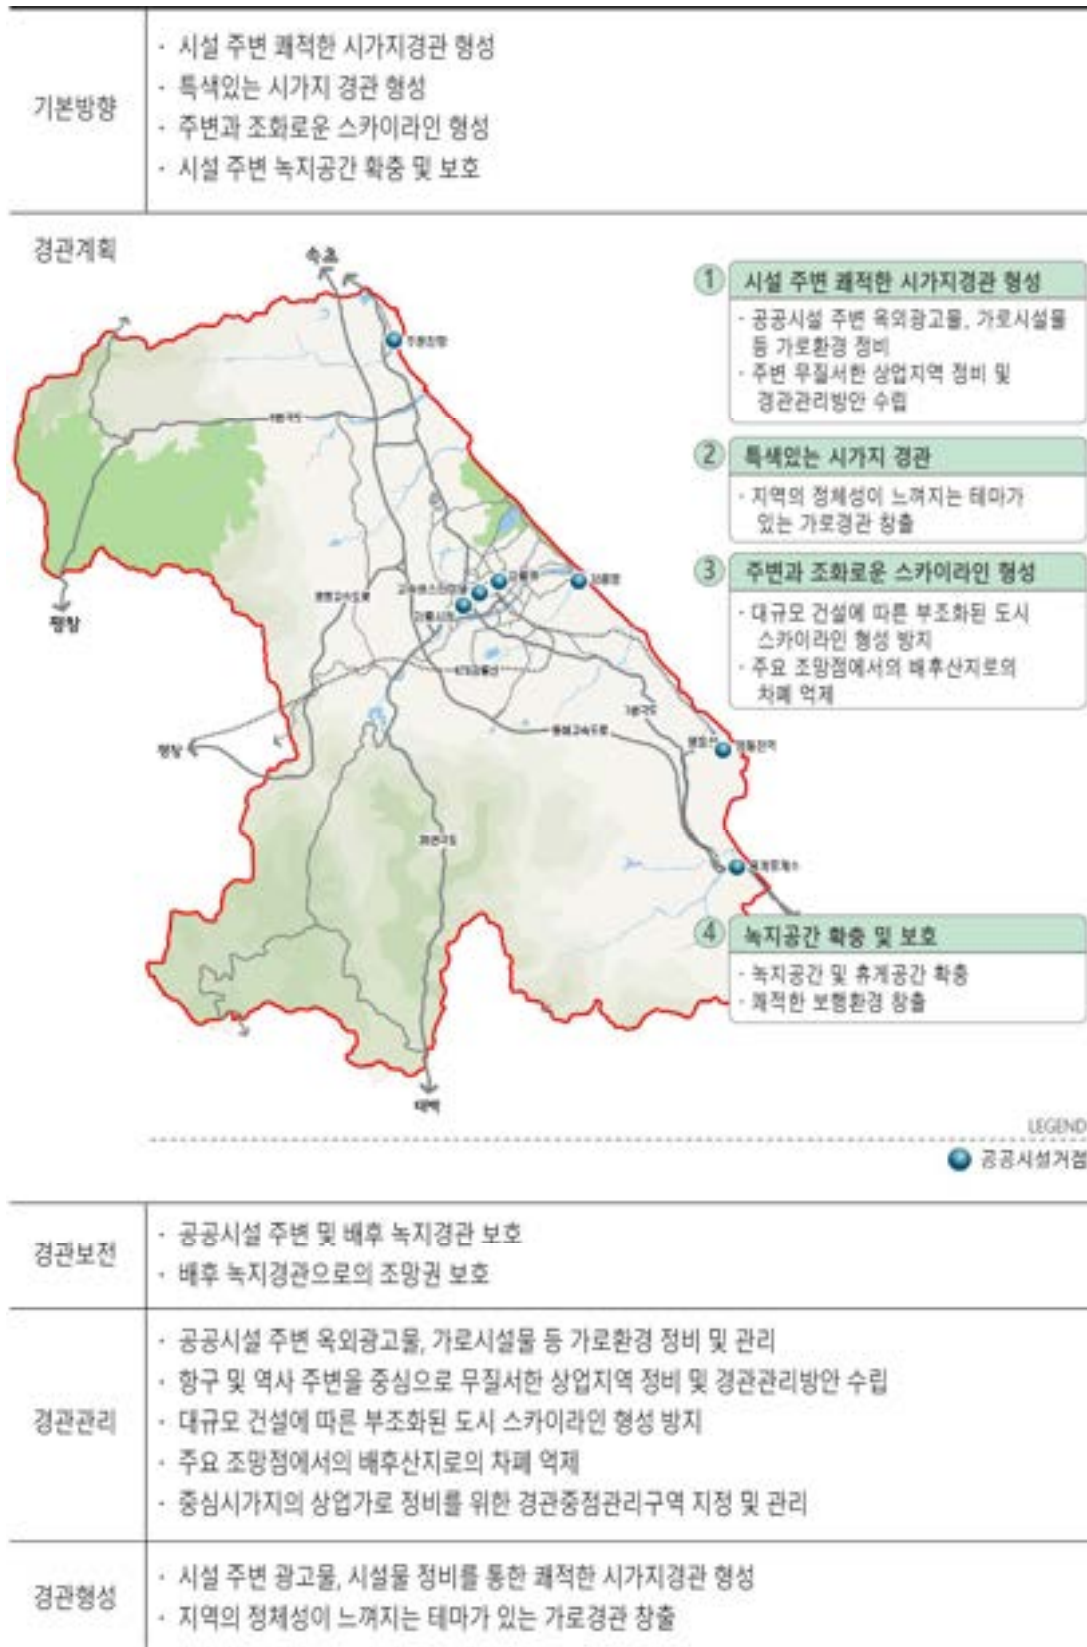 기본방향
· 시설 주변 쾌적한 시가지경관 형성
· 특색있는 시가지 경관 형성
· 주변과 조화로운 스카이라인 형성
· 시설 주변 녹지공간 확충 및 보호
경관계획
속초
주문진항
평창
강릉역
강릉항
평창
동해고속도로
7번국도
태백
① 시설 주변 쾌적한 시가지경관 형성
- 공공시설 주변 옥외광고물, 가로시설물
등 가로환경 정비
- 주변 무질서한 상업지역 정비 및
경관관리방안 수립
② 특색있는 시가지 경관
- 지역의 정체성이 느껴지는 테마가
있는 가로경관 창출
③ 주변과 조화로운 스카이라인 형성
- 대규모 건설에 따른 부조화된 도시
스카이라인 형성 방지
- 주요 조망점에서의 배후산지로의
차폐 억제
④ 녹지공간 확충 및 보호
- 녹지공간 및 휴게공간 확충
- 쾌적한 보행환경 창출
LEGEND
공공시설거점
경관보전
· 공공시설 주변 및 배후 녹지경관 보호
· 배후 녹지경관으로의 조망권 보호
경관관리
· 공공시설 주변 옥외광고물, 가로시설물 등 가로환경 정비 및 관리
· 항구 및 역사 주변을 중심으로 무질서한 상업지역 정비 및 경관관리방안 수립
· 대규모 건설에 따른 부조화된 도시 스카이라인 형성 방지
· 주요 조망점에서의 배후산지로의 차폐 억제
· 중심시가지의 상업가로 정비를 위한 경관중점관리구역 지정 및 관리
경관형성
· 시설 주변 광고물, 시설물 정비를 통한 쾌적한 시가지경관 형성
· 지역의 정체성이 느껴지는 테마가 있는 가로경관 창출